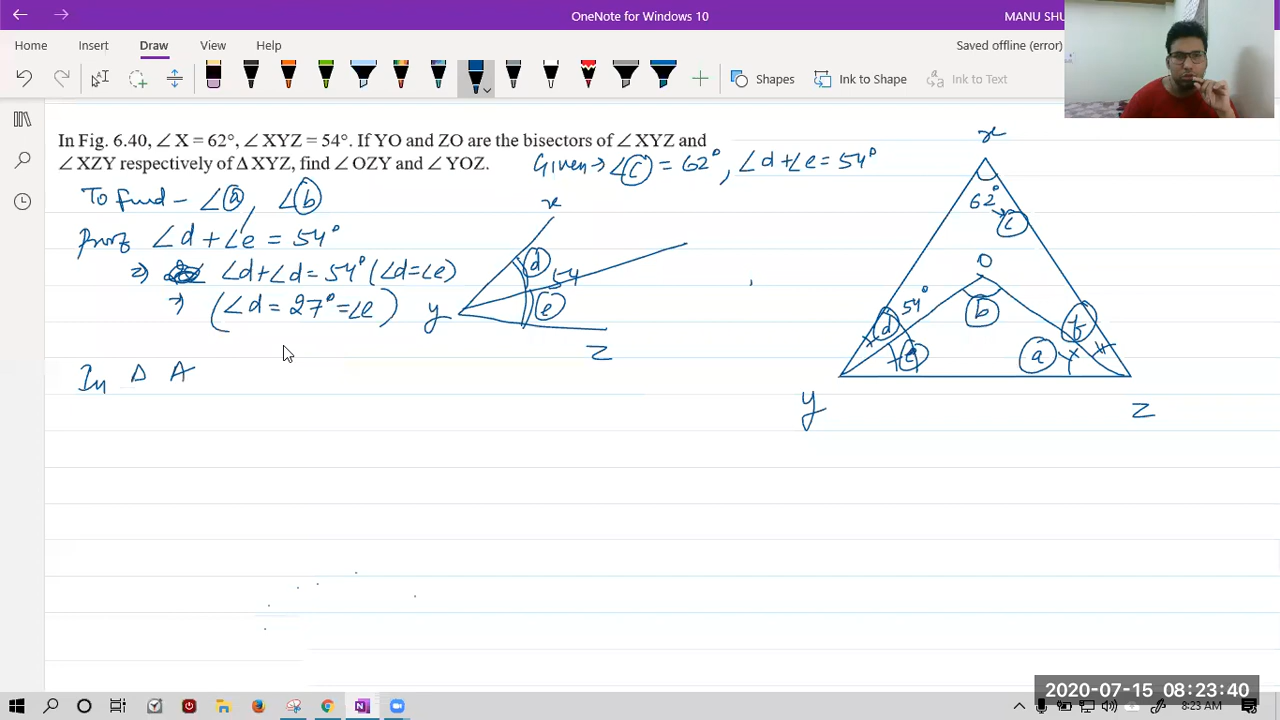 OneNote for Windows 10
MANU SHU
Home Insert Draw View Help
Saved offline (error)
Shapes Ink to Shape Ink to Text
In Fig. 6.40, ∠ X = 62°, ∠ XYZ = 54°. If YO and ZO are the bisectors of ∠ XYZ and
∠ XZY respectively of Δ XYZ, find ∠ OZY and ∠ YOZ.
Given → ∠c = 62°, ∠d+∠e = 54°
To find - ∠a, ∠b
Proof ∠d + ∠e = 54°
⇒ ∠d+∠d = 54° (∠d=∠e)
⇒ (∠d = 27° = ∠e)
In Δ A
x
d
54
e
y
z
x
62°
c
O
54°
b
d
e
a
f
y
z
2020-07-15 08:23:40
8:23 AM